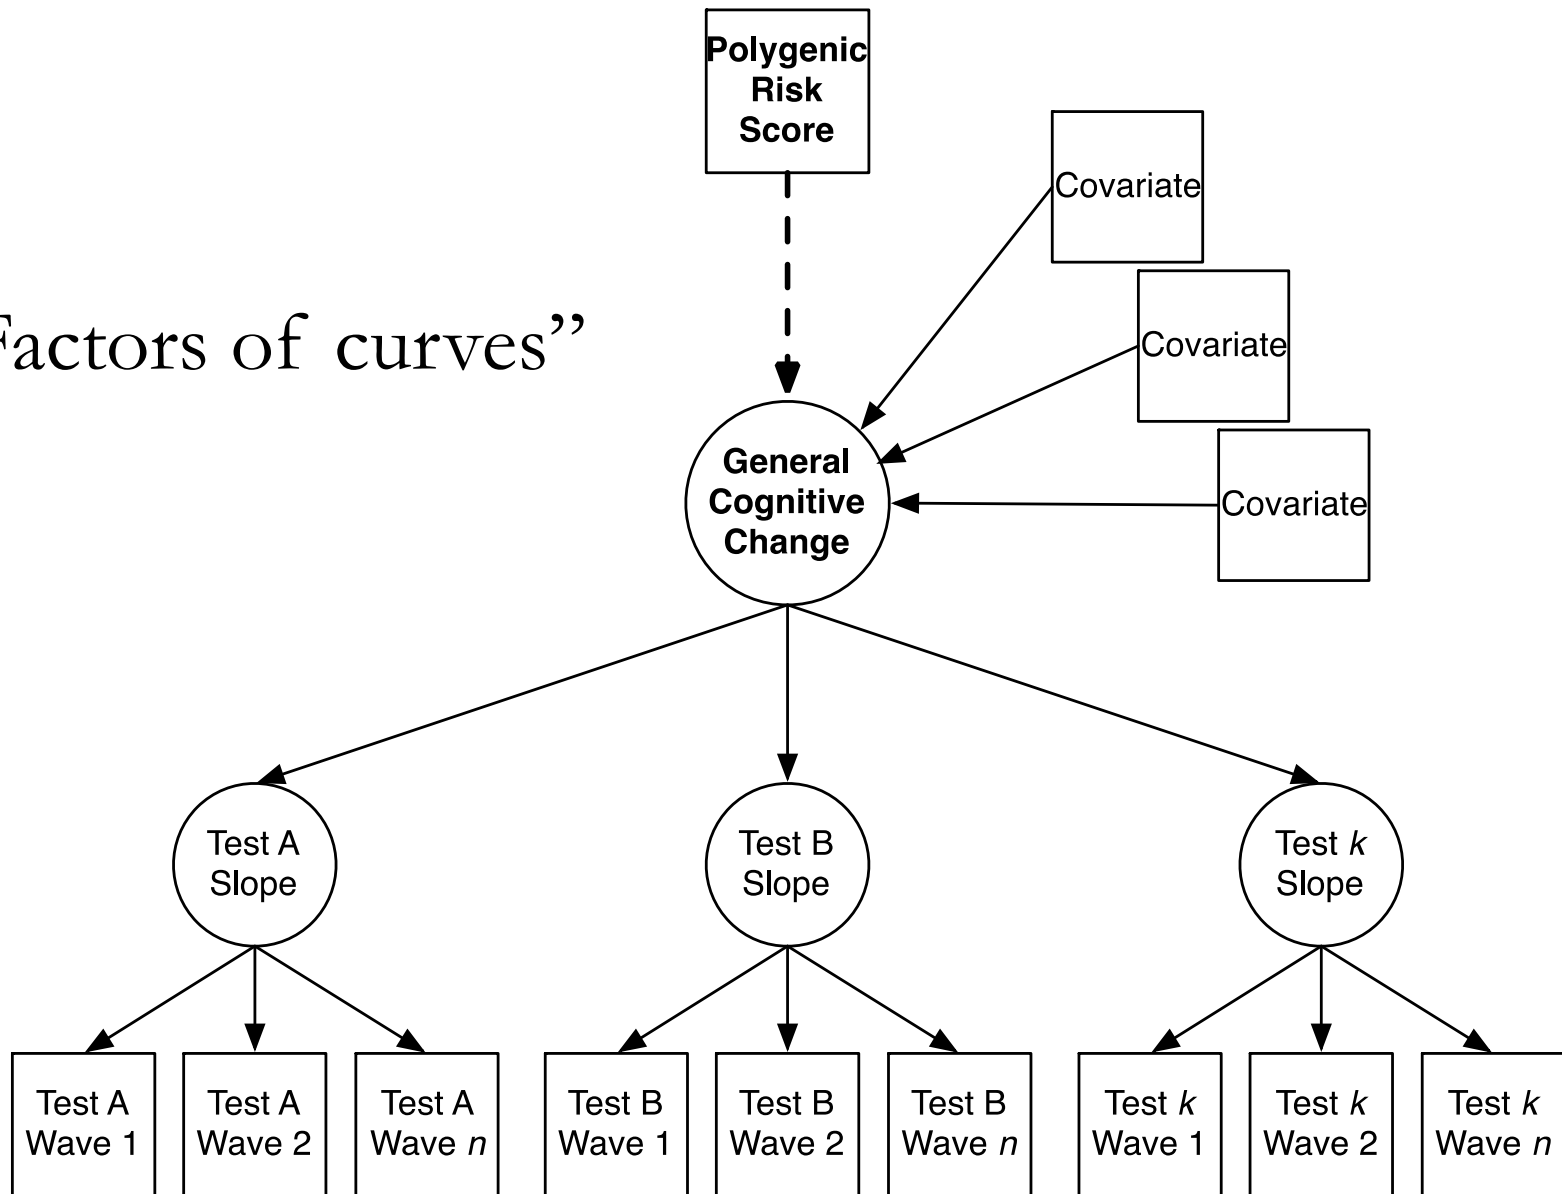 Polygenic
Risk
Score
Covariate
Factors of curves”
Covariate
General
Cognitive
Change
Covariate
Test A
Slope
Test B
Slope
Test k
Slope
Test A
Wave 1
Test A
Wave 2
Test A
Wave n
Test B
Wave 1
Test B
Wave 2
Test B
Wave n
Test k
Wave 1
Test k
Wave 2
Test k
Wave n